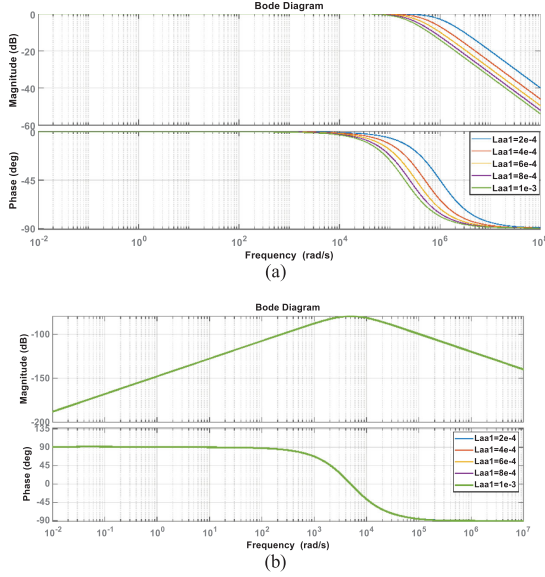 Bode Diagram
Magnitude (dB)
0
-20
-40
-60
Phase (deg)
0
-45
-90
Laa1=2e-4
Laa1=4e-4
Laa1=6e-4
Laa1=8e-4
Laa1=1e-3
10^-2 10^0 10^2 10^4 10^6
Frequency (rad/s)
(a)
Bode Diagram
Magnitude (dB)
-100
-150
-200
Phase (deg)
135
90
45
0
-45
-90
Laa1=2e-4
Laa1=4e-4
Laa1=6e-4
Laa1=8e-4
Laa1=1e-3
10^-2 10^-1 10^0 10^1 10^2 10^3 10^4 10^5 10^6 10^7
Frequency (rad/s)
(b)